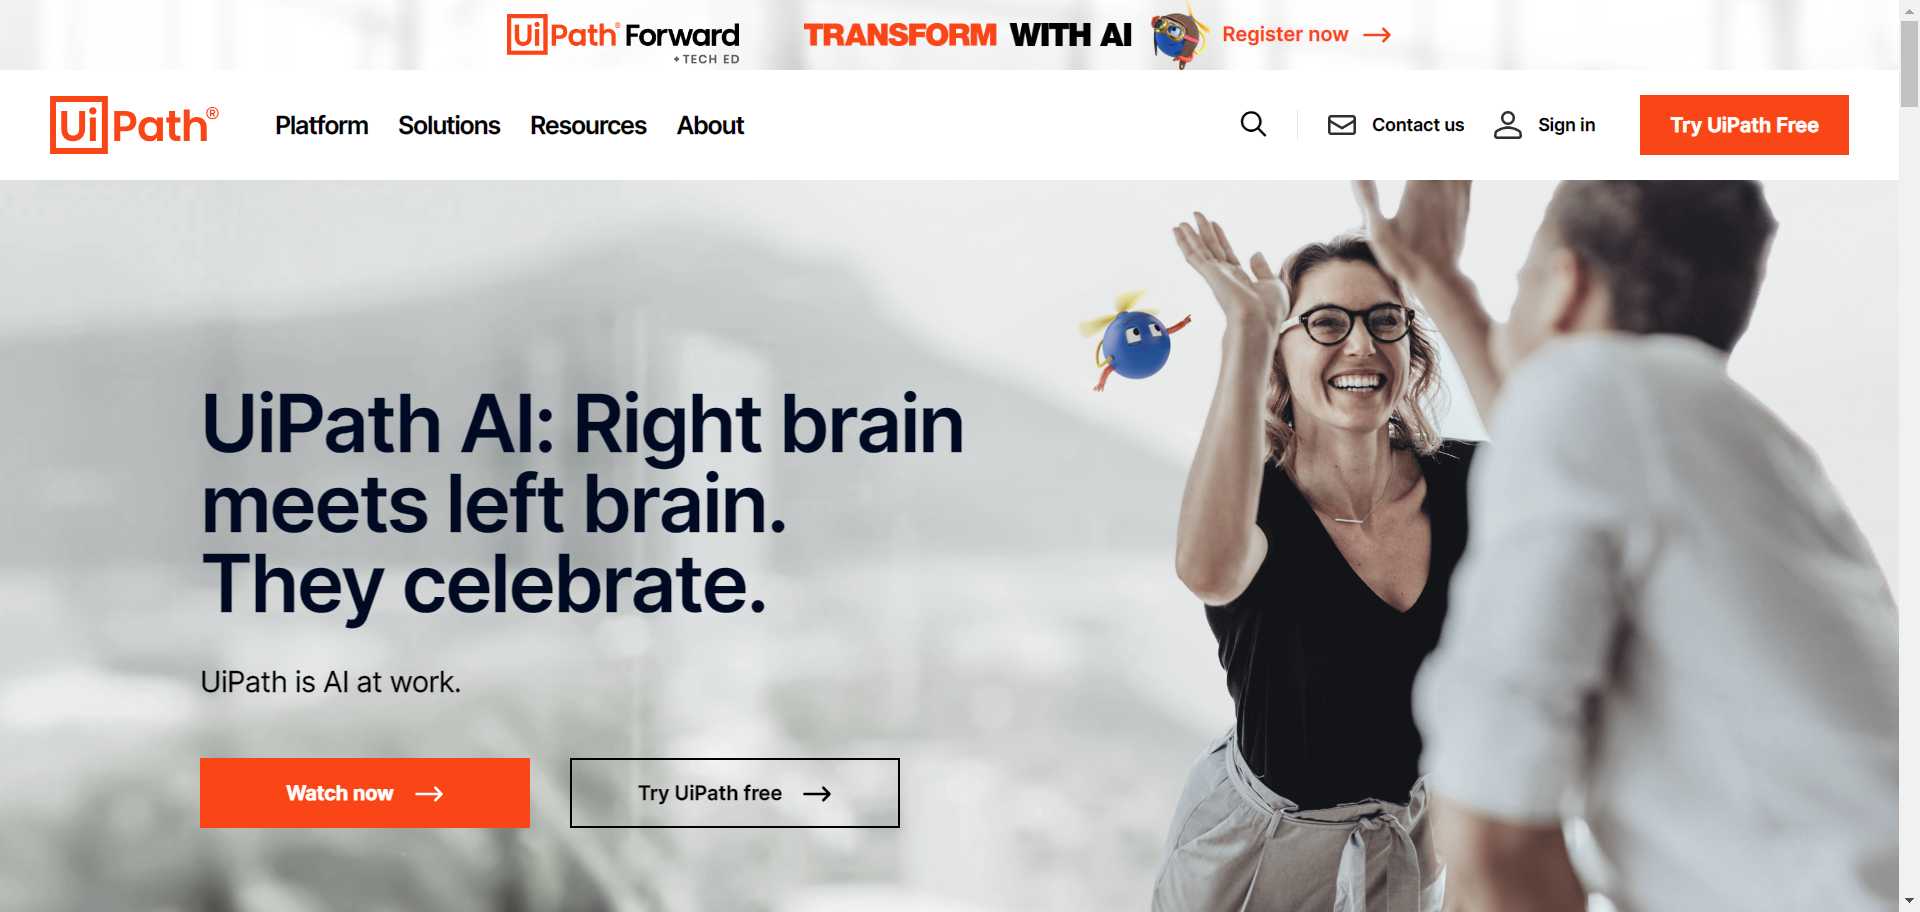 UiPath Forward
+ TECH ED
TRANSFORM WITH AI
Register now
UiPath®
Platform
Solutions
Resources
About
Contact us
Sign in
Try UiPath Free
UiPath AI: Right brain
meets left brain.
They celebrate.
UiPath is AI at work.
Watch now
Try UiPath free